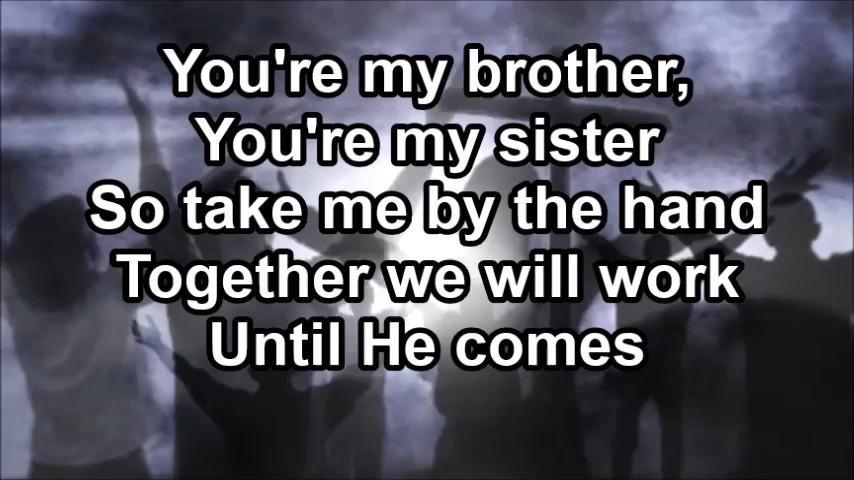 You're my brother,
You're my sister
So take me by the hand
Together we will work
Until He comes